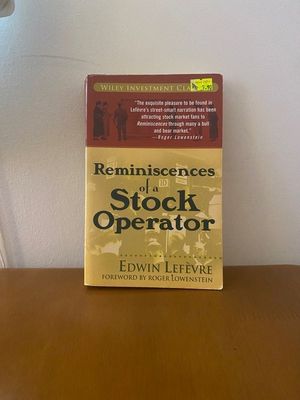 WILEY INVESTMENT CLASSICS
"The exquisite pleasure to be found in
Lefèvre's street-smart narration has been
attracting stock market fans to
Reminiscences through many a bull
and bear market."
—Roger Lowenstein
Reminiscences
of a
Stock
Operator
EDWIN LEFÈVRE
FOREWORD BY ROGER LOWENSTEIN